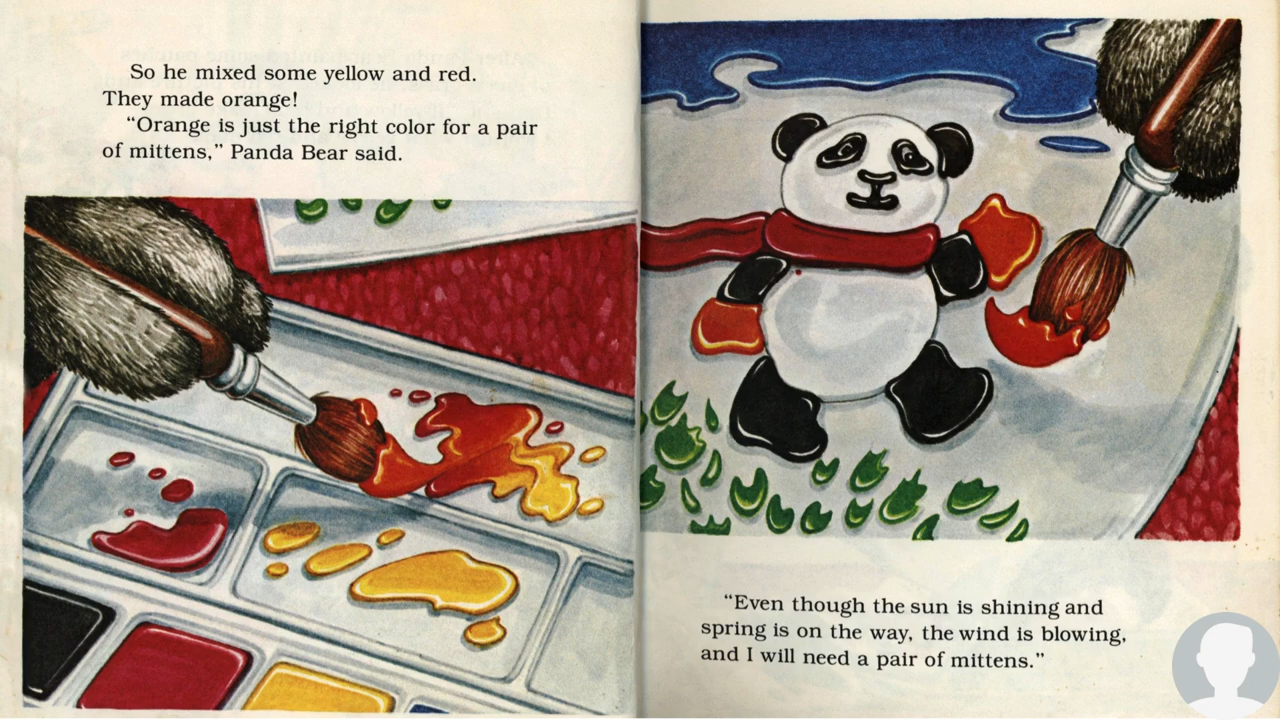 So he mixed some yellow and red.
They made orange!
“Orange is just the right color for a pair
of mittens,” Panda Bear said.
“Even though the sun is shining and
spring is on the way, the wind is blowing,
and I will need a pair of mittens.”